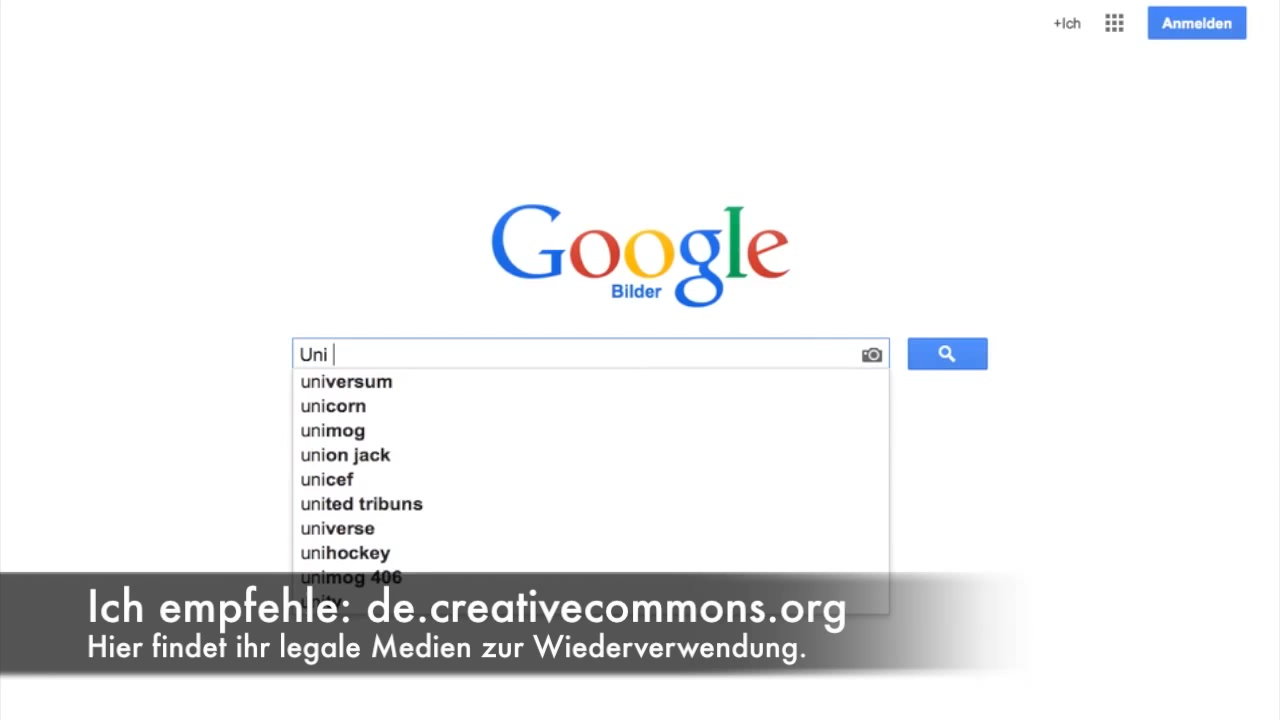 +Ich
Anmelden
Google
Bilder
Uni
universum
unicorn
unimog
union jack
unicef
united tribuns
universe
unihockey
unimog 406
unity
Ich empfehle: de.creativecommons.org
Hier findet ihr legale Medien zur Wiederverwendung.